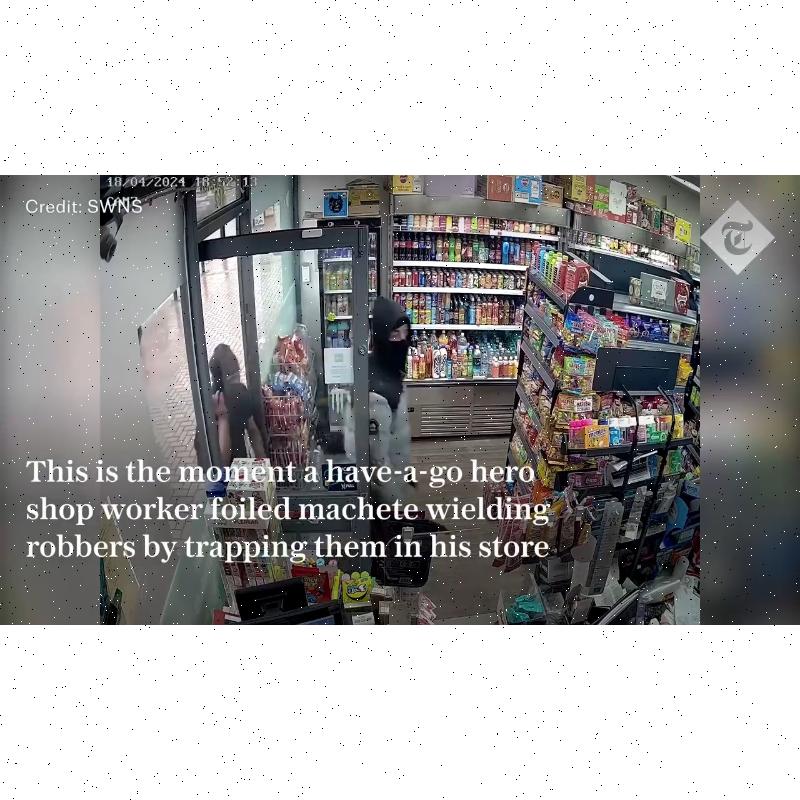 18/04/2024 18:52:13
Credit: SWNS
This is the moment a have-a-go hero
shop worker foiled machete wielding
robbers by trapping them in his store